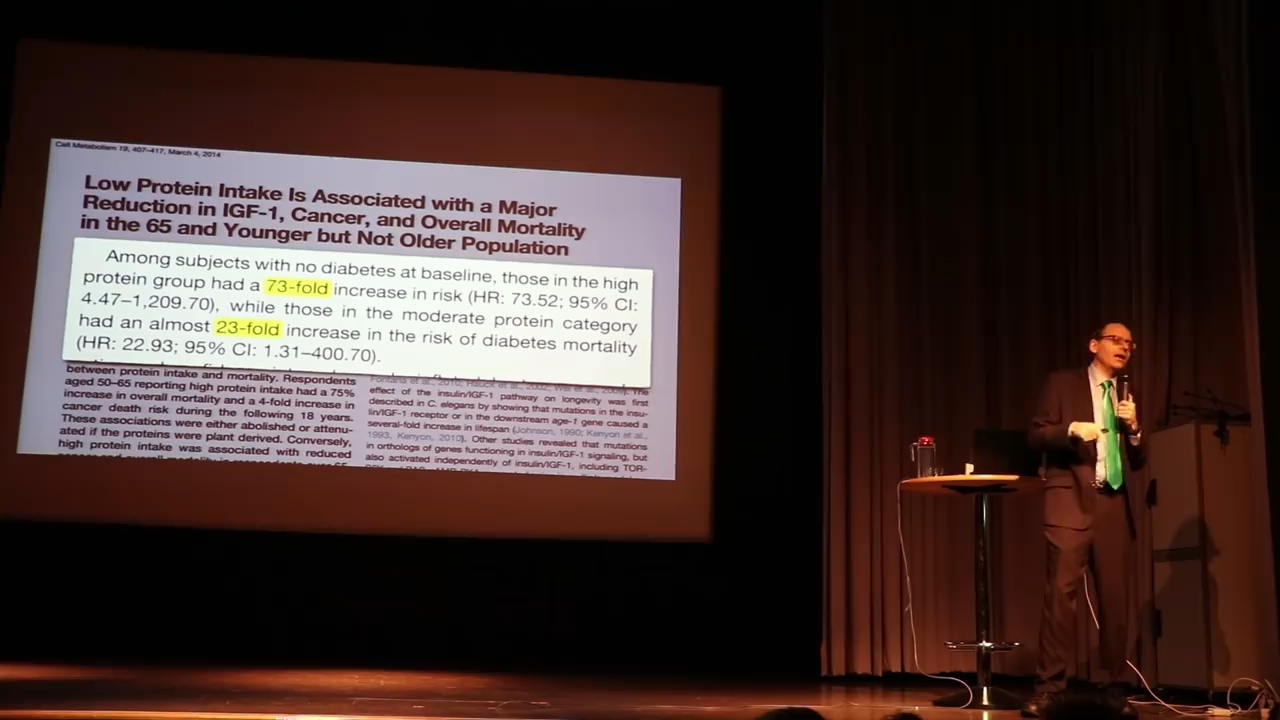 Cell Metabolism 19, 407–417, March 4, 2014
Low Protein Intake Is Associated with a Major
Reduction in IGF-1, Cancer, and Overall Mortality
in the 65 and Younger but Not Older Population
Among subjects with no diabetes at baseline, those in the high
protein group had a 73-fold increase in risk (HR: 73.52; 95% CI:
4.47–1,209.70), while those in the moderate protein category
had an almost 23-fold increase in the risk of diabetes mortality
(HR: 22.93; 95% CI: 1.31–400.70).
between protein intake and mortality. Respondents
aged 50–65 reporting high protein intake had a 75%
increase in overall mortality and a 4-fold increase in
cancer death risk during the following 18 years.
These associations were either abolished or attenu-
ated if the proteins were plant derived. Conversely,
high protein intake was associated with reduced
The
effect of the insulin/IGF-1 pathway on longevity was first
described in C. elegans by showing that mutations in the insu-
lin/IGF-1 receptor or in the downstream age-1 gene caused a
several-fold increase in lifespan (Johnson, 1990; Kenyon et al.,
1993, Kenyon, 2010). Other studies revealed that mutations
in orthologs of genes functioning in insulin/IGF-1 signaling, but
also activated independently of insulin/IGF-1, including TOR-